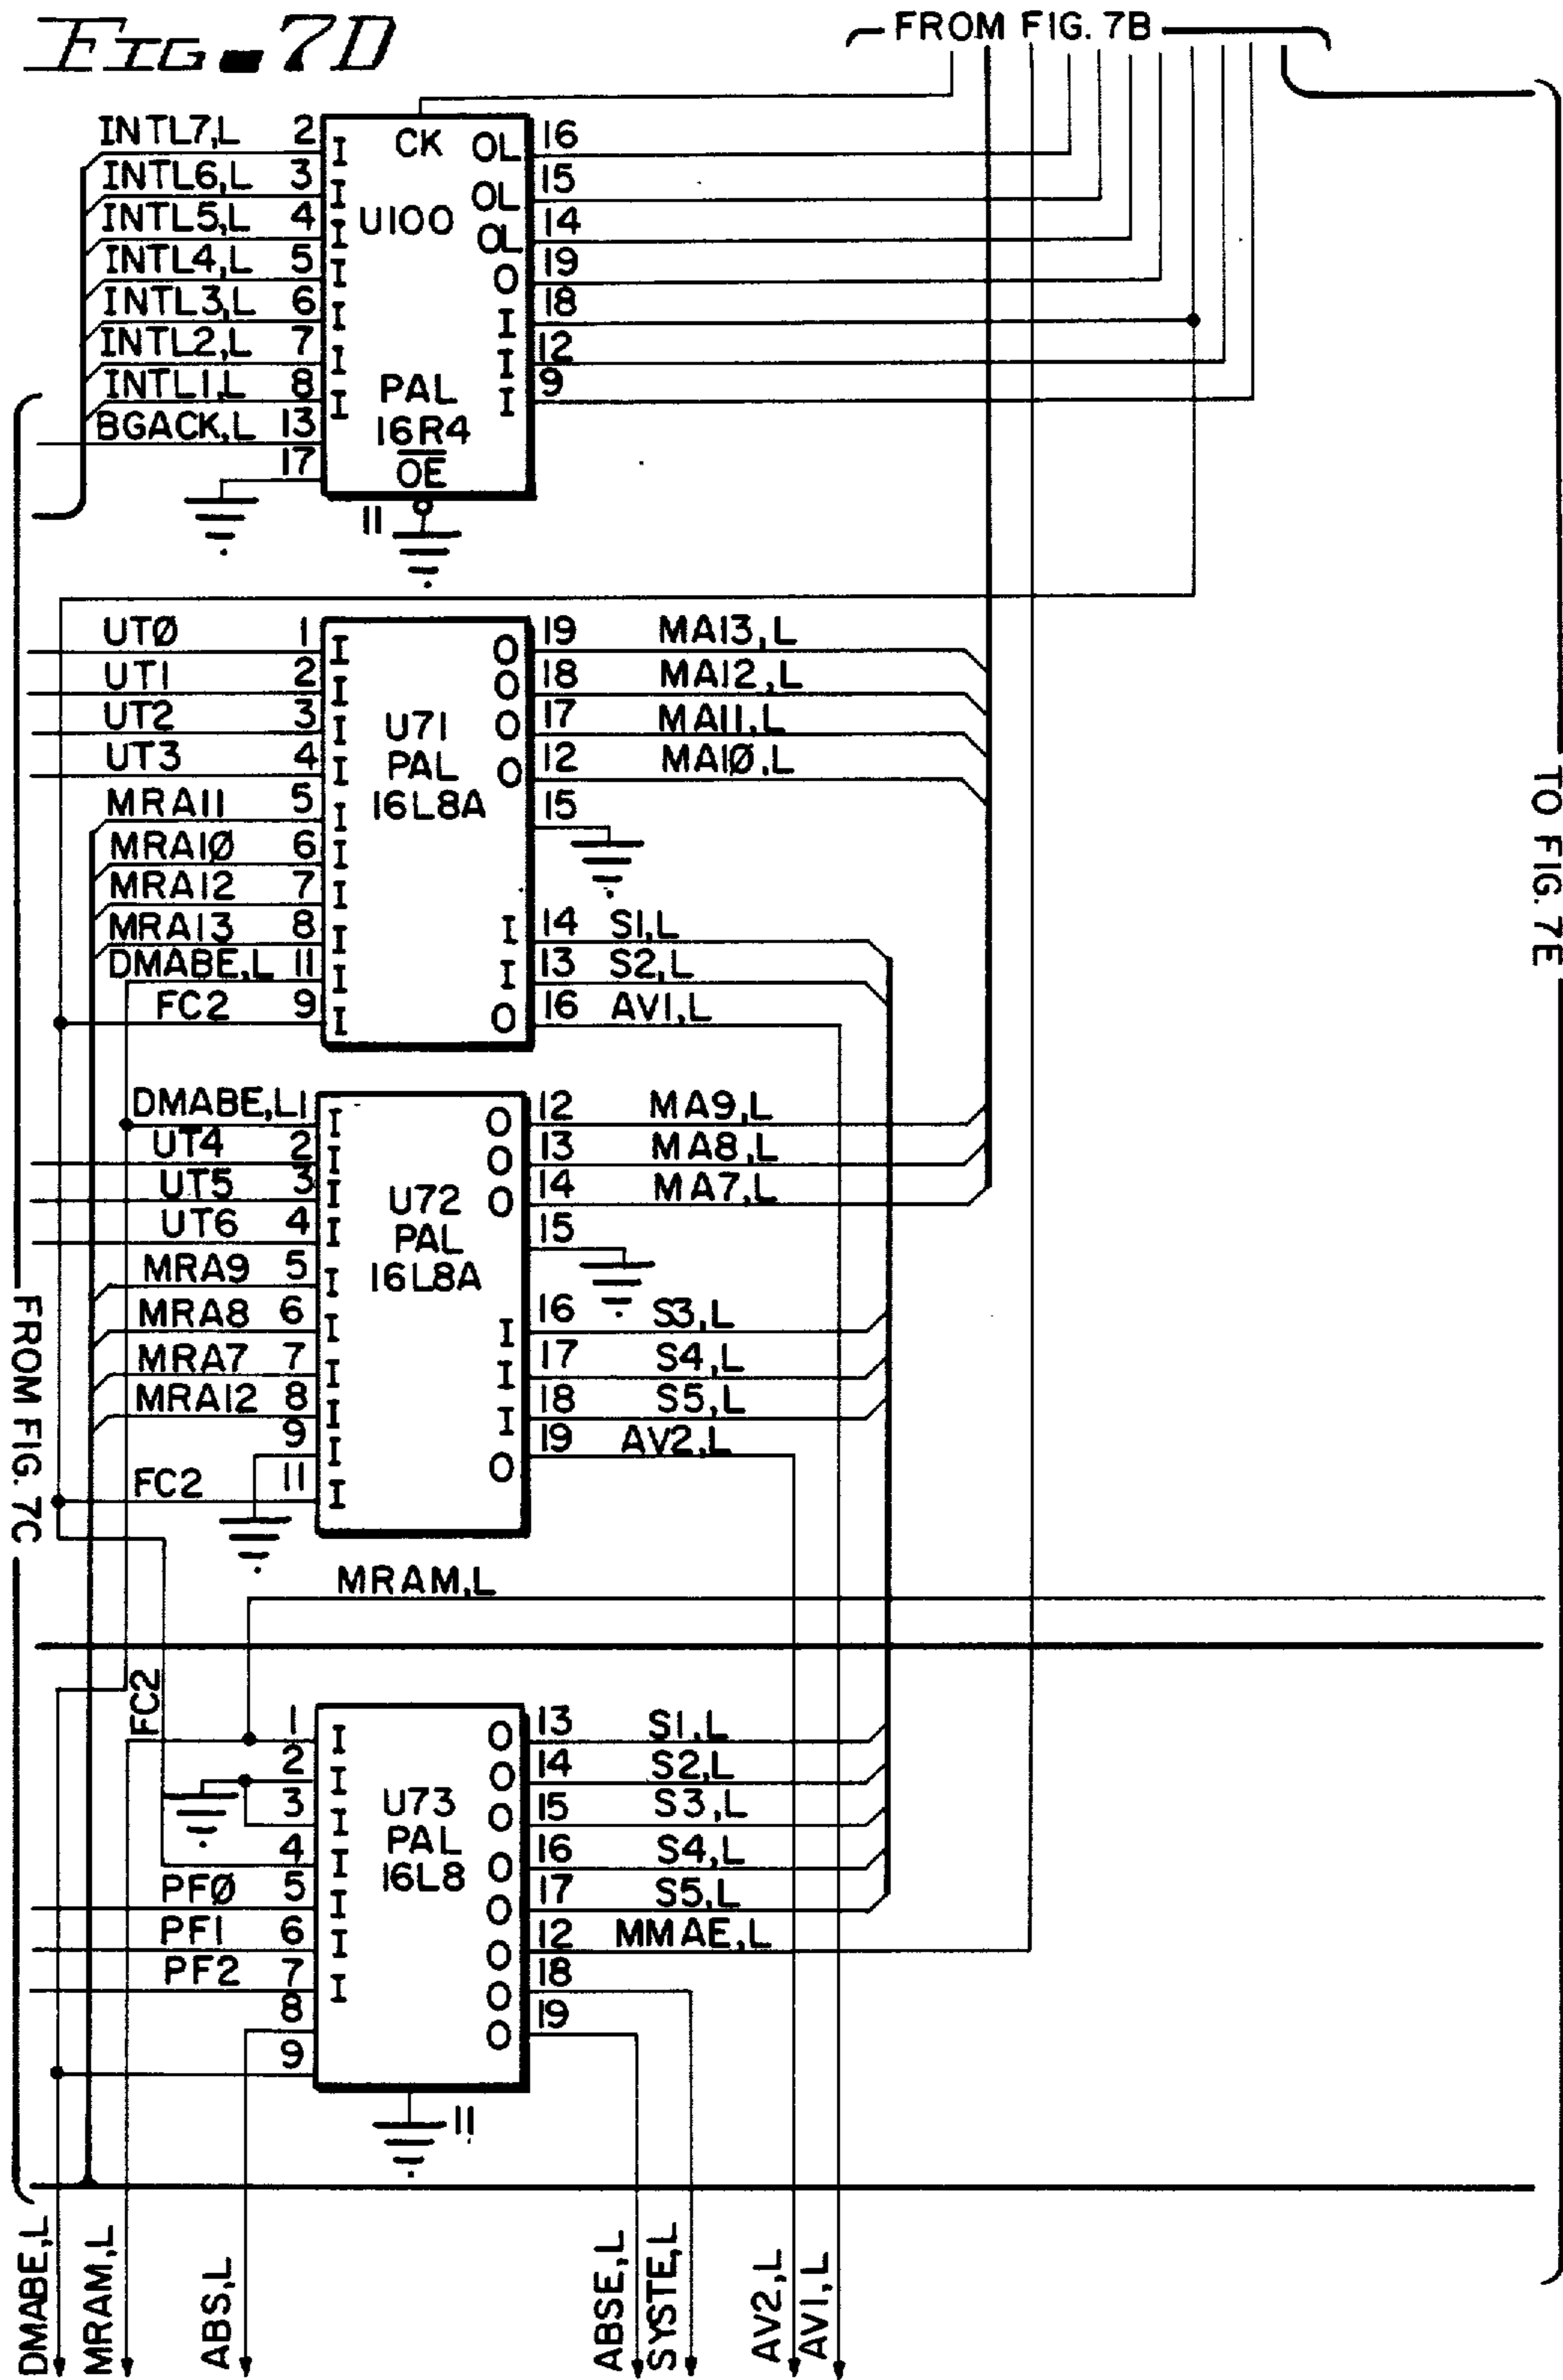 FIG. 7D
FROM FIG. 7B
INTL7,L 2 I CK OL 16
INTL6,L 3 I OL 15
INTL5,L 4 I U100 OL 14
INTL4,L 5 I O 19
INTL3,L 6 I I 18
INTL2,L 7 I I 12
INTL1,L 8 I PAL I 9
BGACK,L 13 16R4
17 OE
11
UTØ 1 I O 19 MA13,L
UT1 2 I O 18 MA12,L
UT2 3 I U71 O 17 MA11,L
UT3 4 I PAL O 12 MA1Ø,L
MRA11 5 I 16L8A 15
MRA1Ø 6 I
MRA12 7 I
MRA13 8 I I 14 S1,L
DMABE,L 11 I I 13 S2,L
FC2 9 I O 16 AV1,L
DMABE,L 1 I O 12 MA9,L
UT4 2 I O 13 MA8,L
UT5 3 I U72 O 14 MA7,L
UT6 4 I PAL 15
MRA9 5 I 16L8A
MRA8 6 I I 16 S3,L
MRA7 7 I I 17 S4,L
MRA12 8 I I 18 S5,L
9 I O 19 AV2,L
FC2 11 I
MRAM,L
FC2
1 I O 13 S1,L
2 I O 14 S2,L
3 I U73 O 15 S3,L
4 I PAL O 16 S4,L
PFØ 5 I 16L8 O 17 S5,L
PF1 6 I O 12 MMAE,L
PF2 7 I O 18
8 O 19
9
11
FROM FIG. 7C
TO FIG. 7E
DMABE,L
MRAM,L
ABS,L
ABSE,L
SYSTE,L
AV2,L
AV1,L